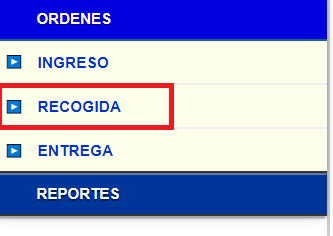 ORDENES
INGRESO
RECOGIDA
ENTREGA
REPORTES